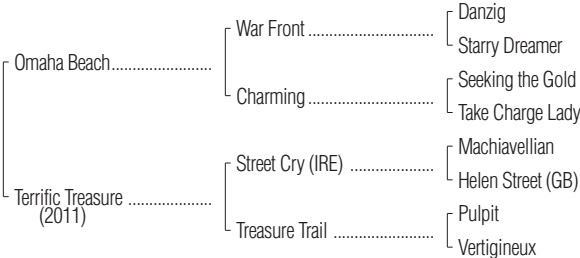 Danzig
War Front
Starry Dreamer
Omaha Beach
Seeking the Gold
Charming
Take Charge Lady
Machiavellian
Street Cry (IRE)
Helen Street (GB)
Terrific Treasure
(2011)
Pulpit
Treasure Trail
Vertigineux